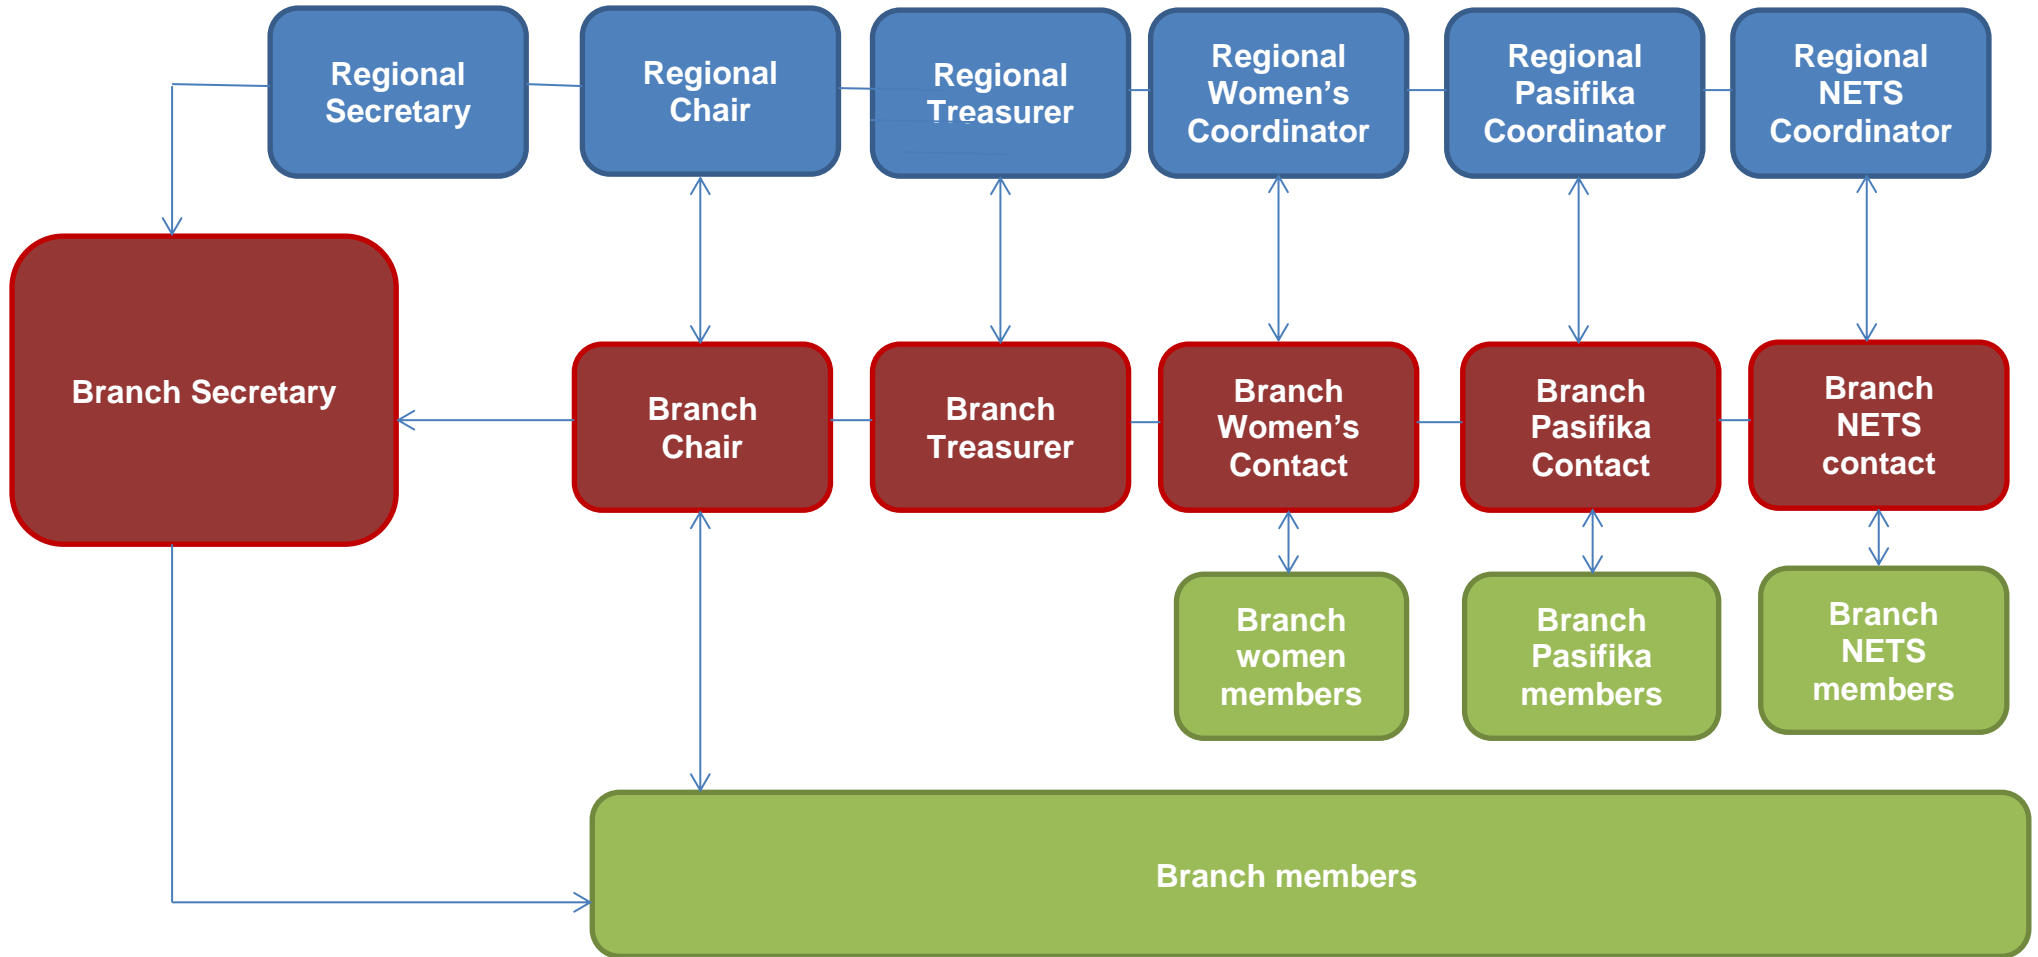 Regional
Secretary
Regional
Chair
Regional
Treasurer
Regional
Women’s
Coordinator
Regional
Pasifika
Coordinator
Regional
NETS
Coordinator
Branch Secretary
Branch
Chair
Branch
Treasurer
Branch
Women’s
Contact
Branch
Pasifika
Contact
Branch
NETS
contact
Branch
women
members
Branch
Pasifika
members
Branch
NETS
members
Branch members